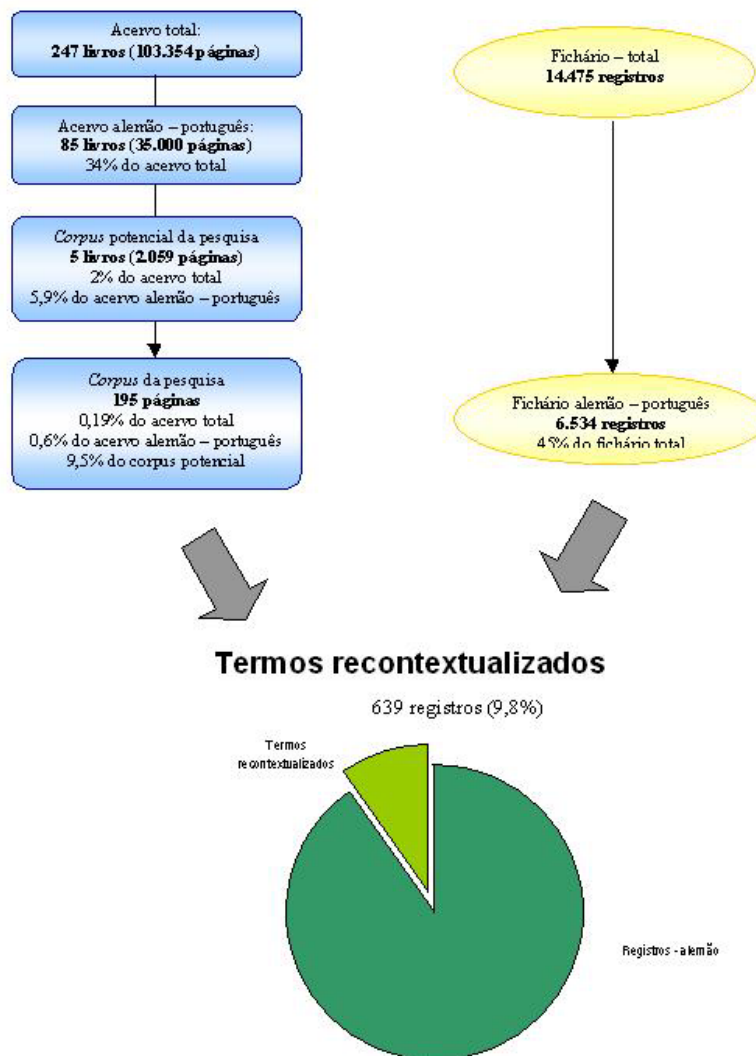 Acervo total:
247 livros (103.354 páginas)
Acervo alemão – português:
85 livros (35.000 páginas)
34% do acervo total
Corpus potencial da pesquisa
5 livros (2.059 páginas)
2% do acervo total
5,9% do acervo alemão – português
Corpus da pesquisa
195 páginas
0,19% do acervo total
0,6% do acervo alemão – português
9,5% do corpus potencial
Fichário – total
14.475 registros
Fichário alemão – português
6.534 registros
45% do fichário total
Termos recontextualizados
639 registros (9,8%)
Termos
recontextualizados
Registros - alemão